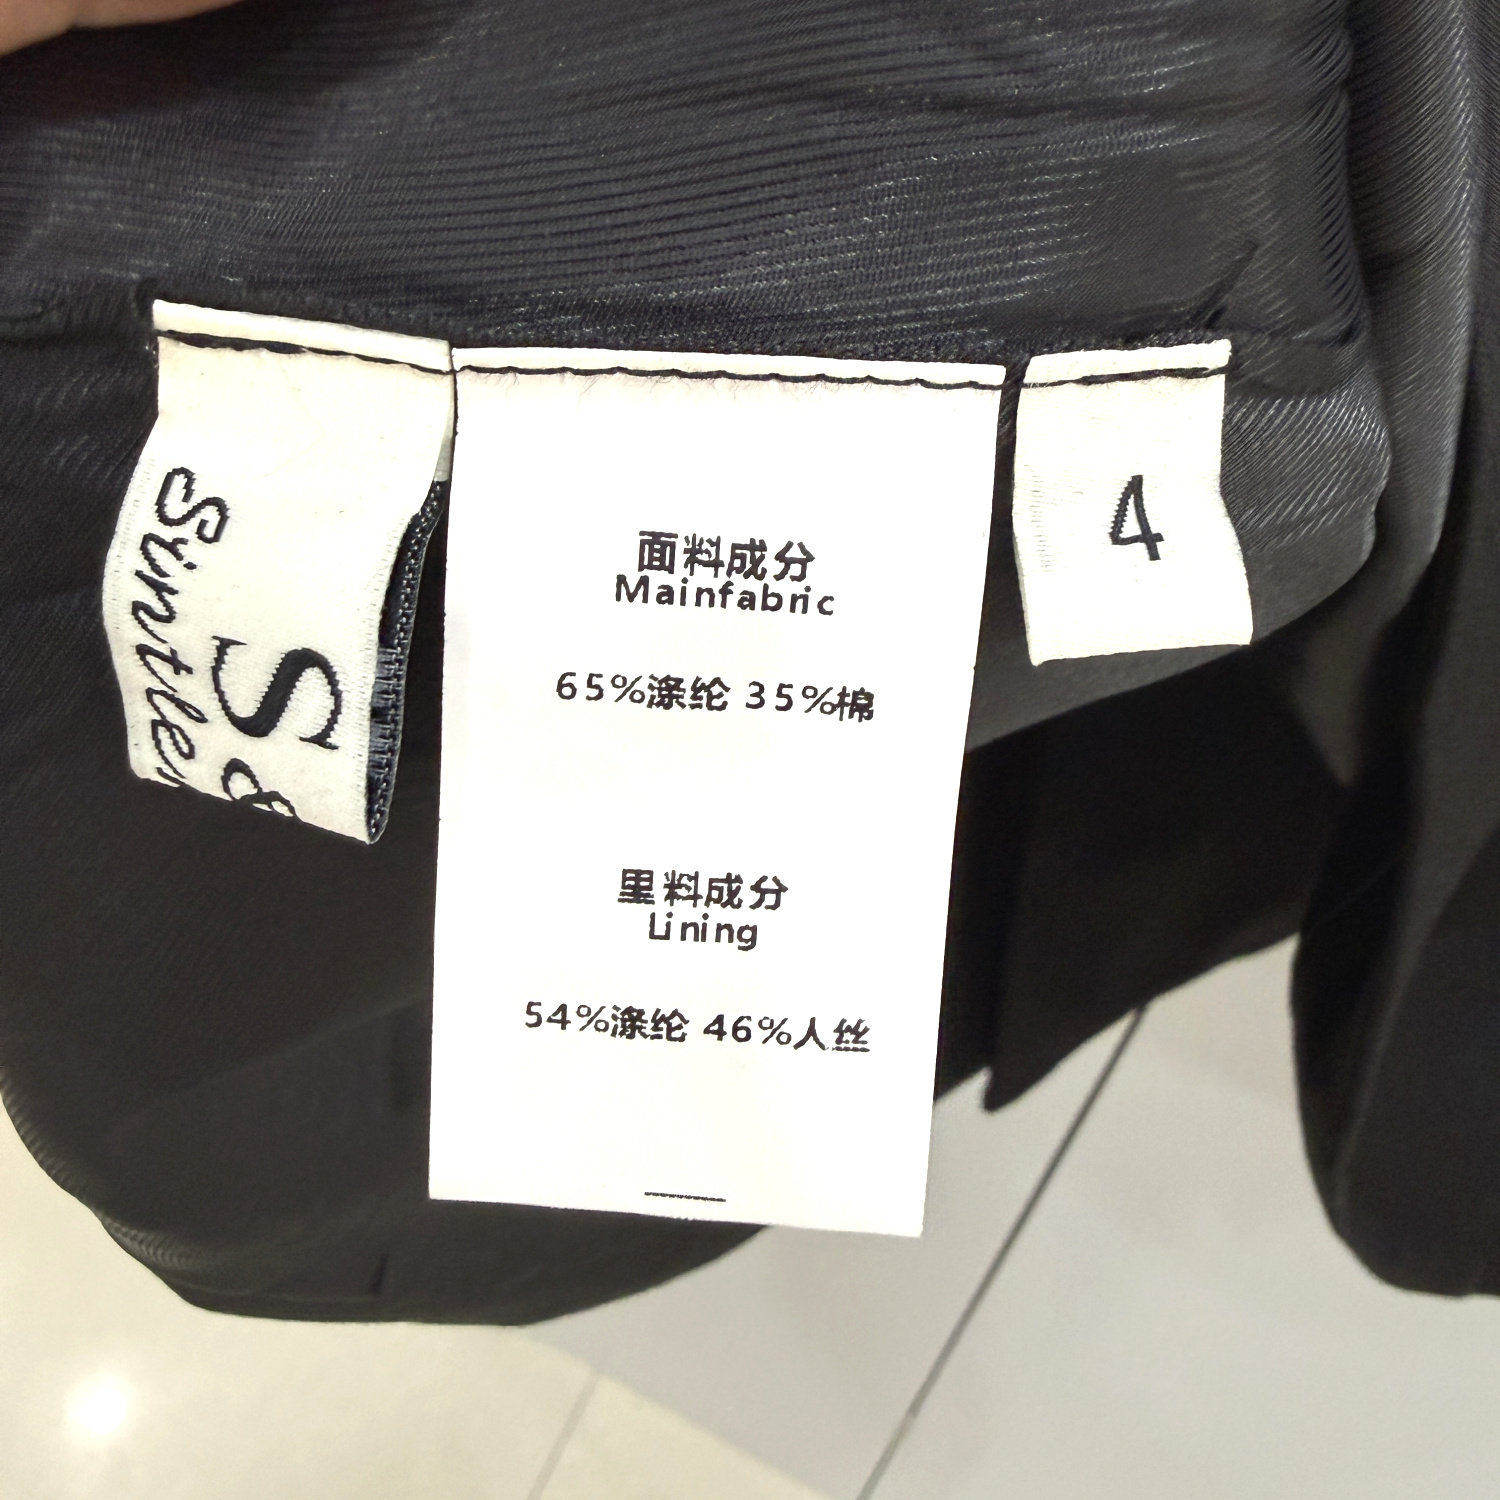 S&
Sintle
面料成分
Mainfabric
65%涤纶 35%棉
里料成分
Lining
54%涤纶 46%人丝
4